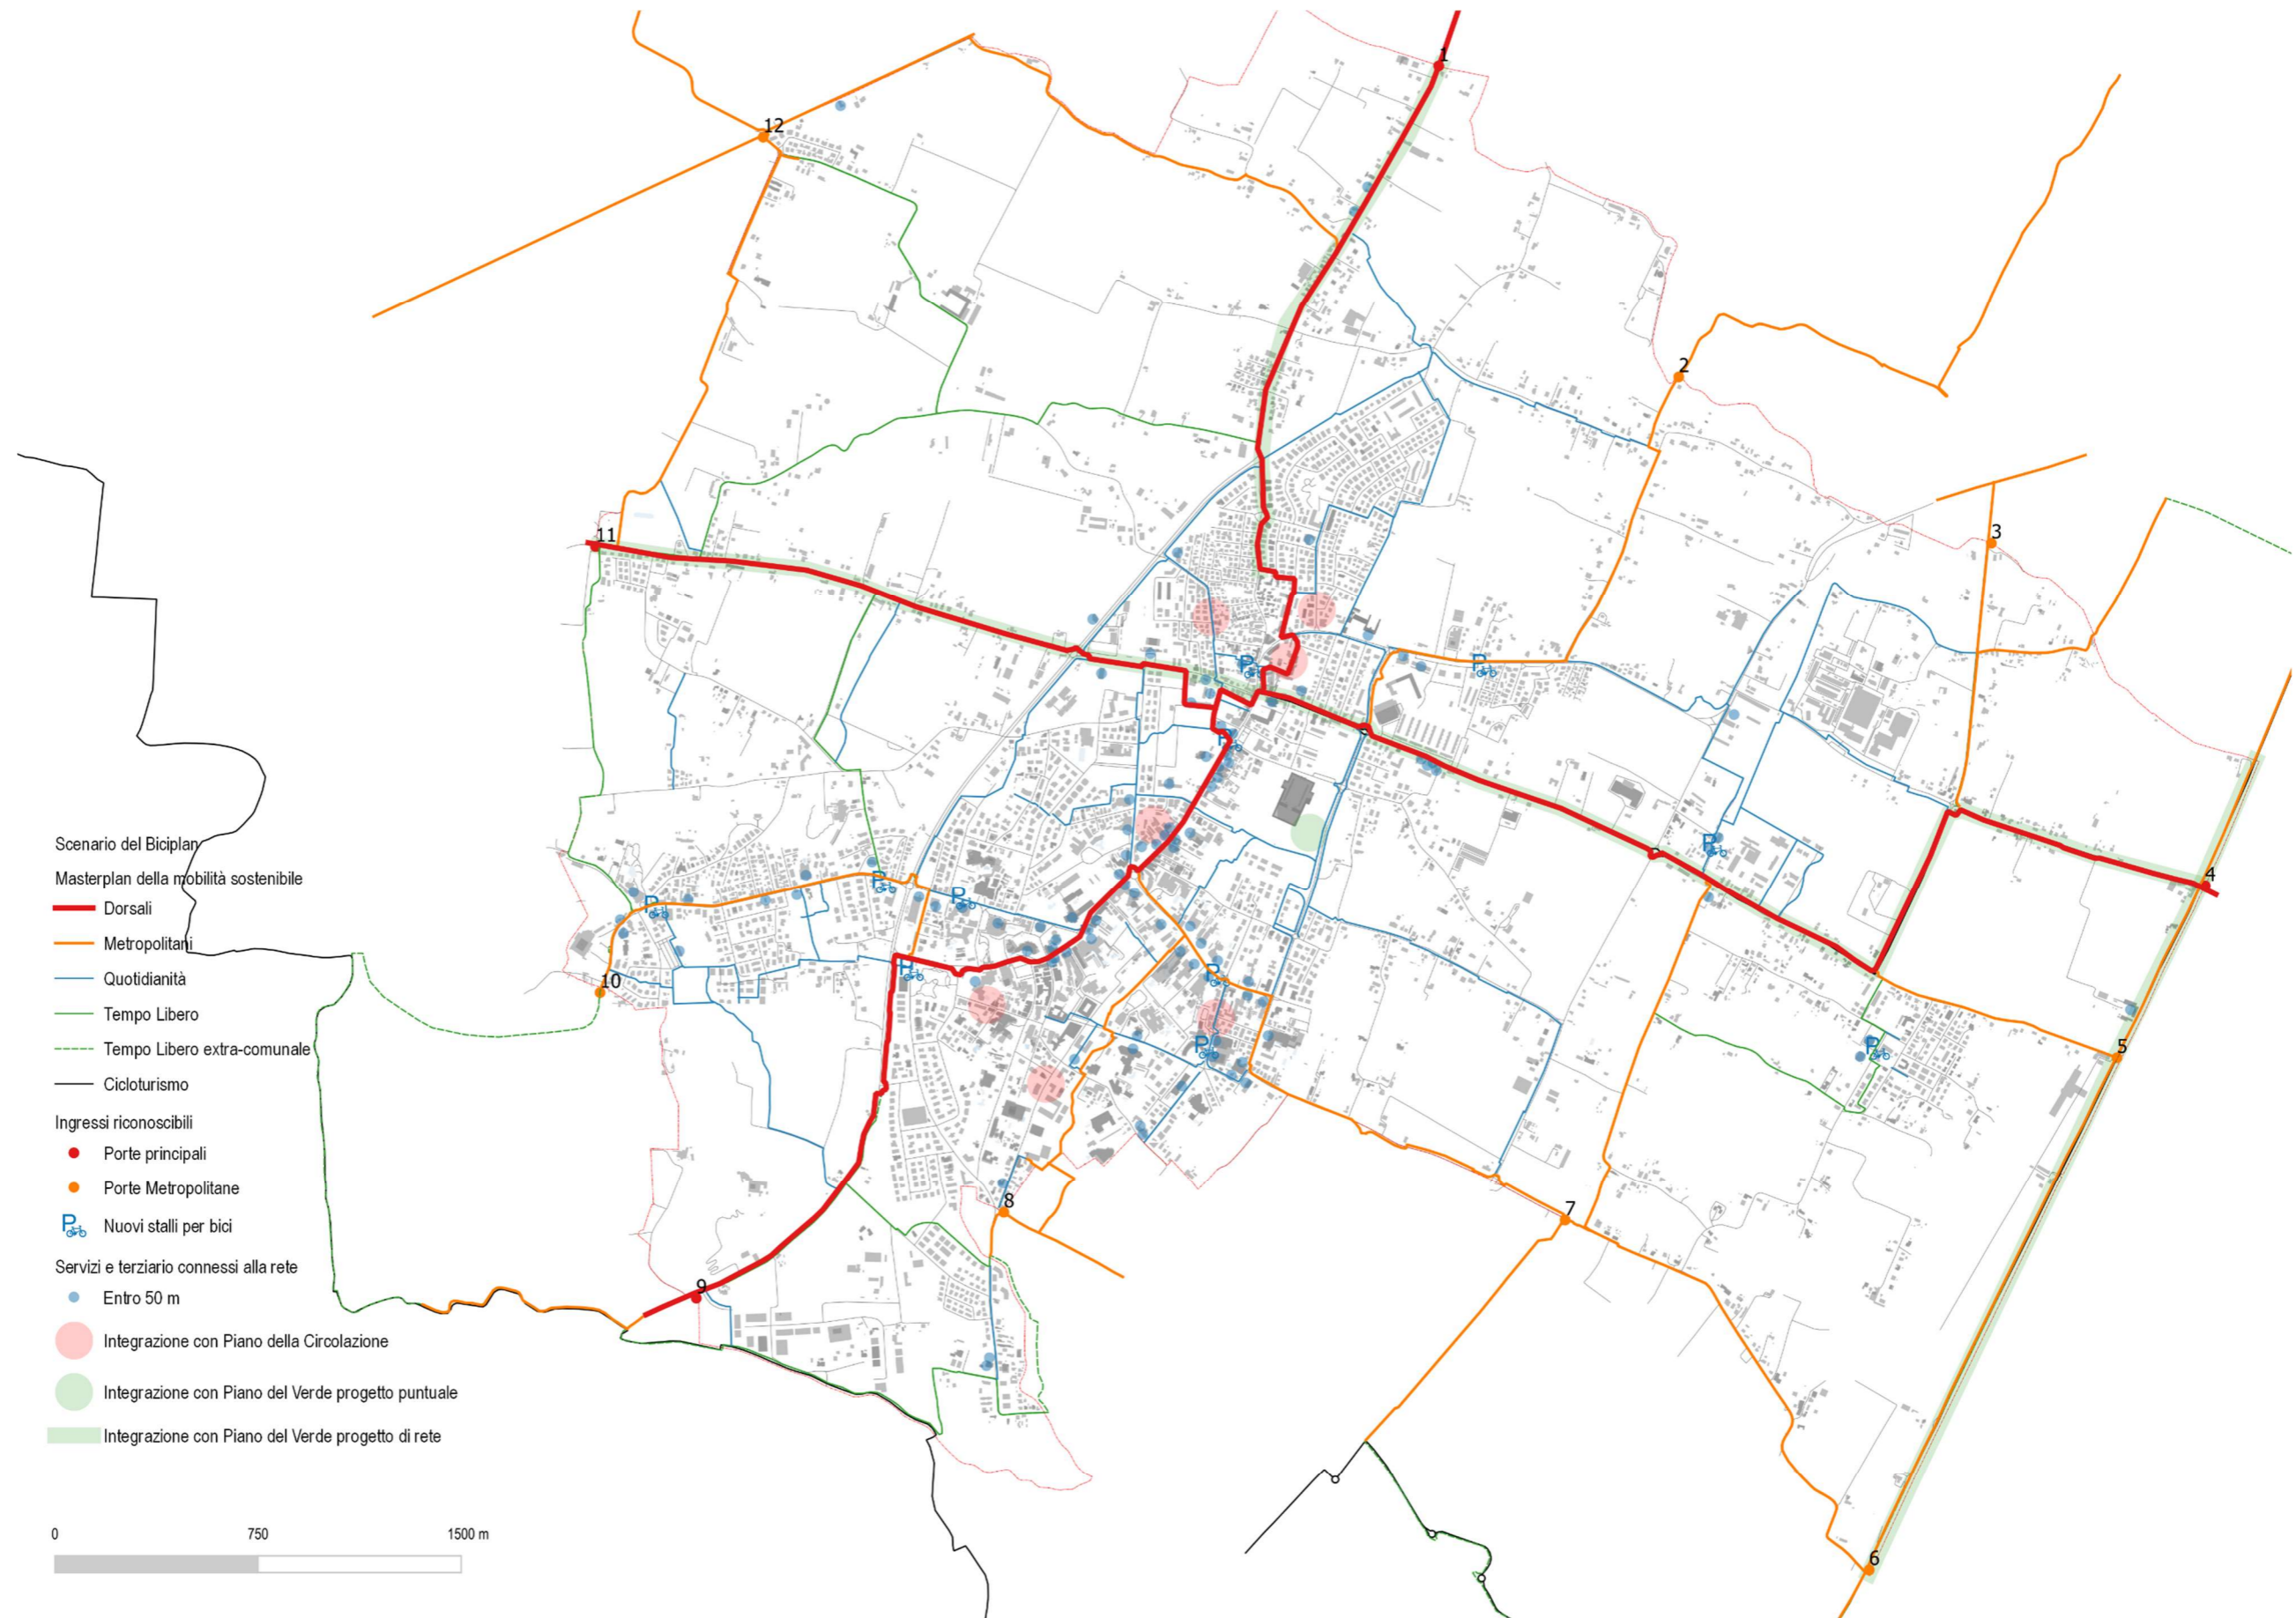 1
12
2
3
11
4
5
10
8
7
9
6
Scenario del Biciplan
Masterplan della mobilità sostenibile
Dorsali
Metropolitani
Quotidianità
Tempo Libero
Tempo Libero extra-comunale
Cicloturismo
Ingressi riconoscibili
Porte principali
Porte Metropolitane
P Nuovi stalli per bici
Servizi e terziario connessi alla rete
Entro 50 m
Integrazione con Piano della Circolazione
Integrazione con Piano del Verde progetto puntuale
Integrazione con Piano del Verde progetto di rete
0 750 1500 m
P
P
P
P
P
P
P
P
P
P
P